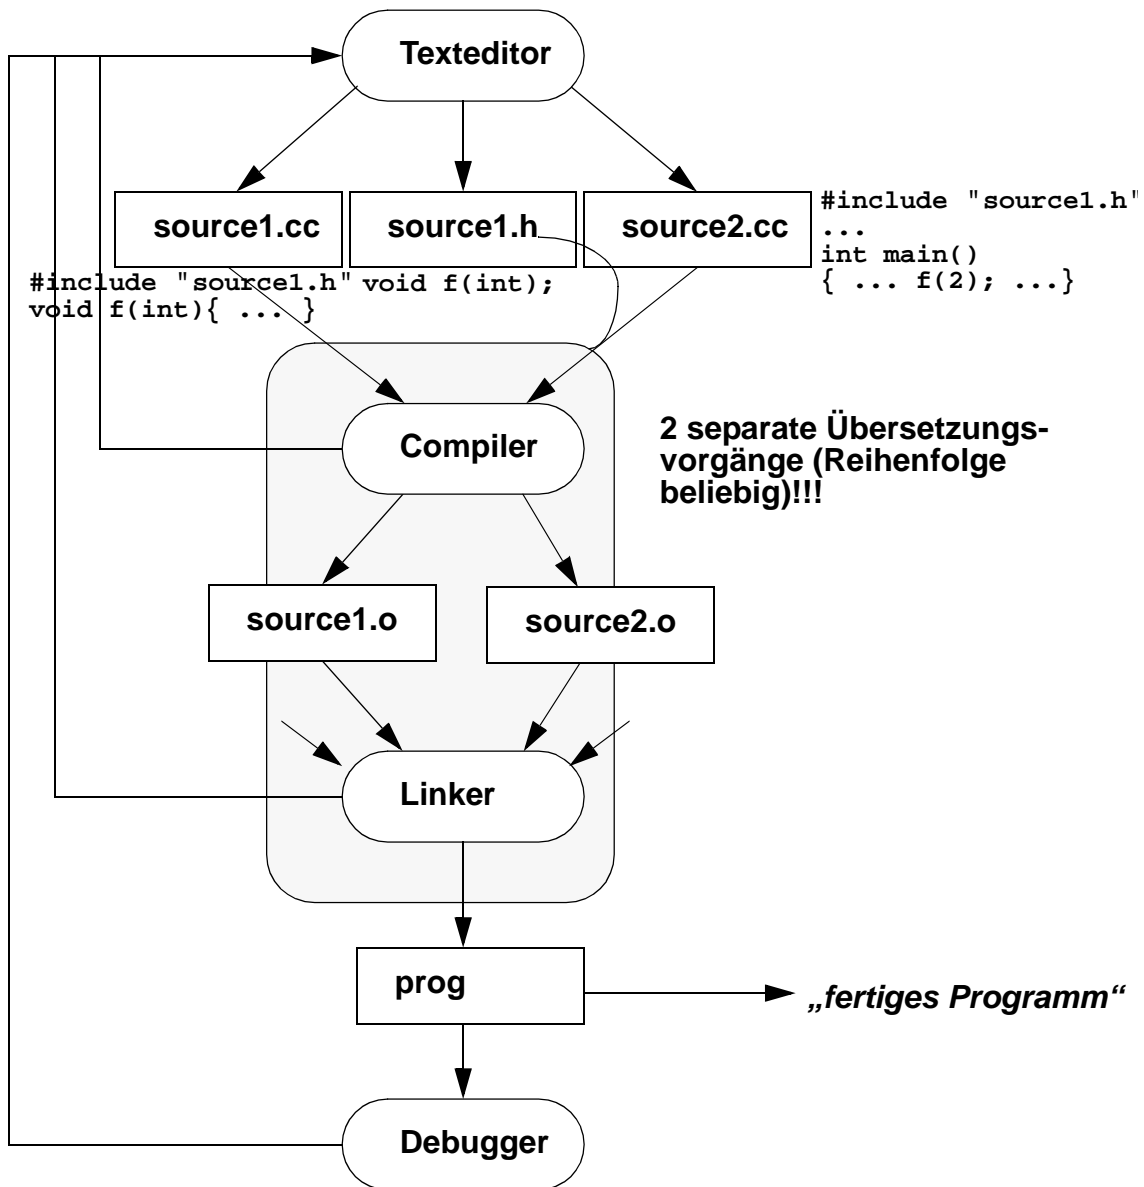 Texteditor
source1.cc
source1.h
source2.cc
#include "source1.h"
...
int main()
{ ... f(2); ...}
#include "source1.h"
void f(int){ ... }
void f(int);
Compiler
2 separate Übersetzungs-
vorgänge (Reihenfolge
beliebig)!!!
source1.o
source2.o
Linker
prog
„fertiges Programm“
Debugger